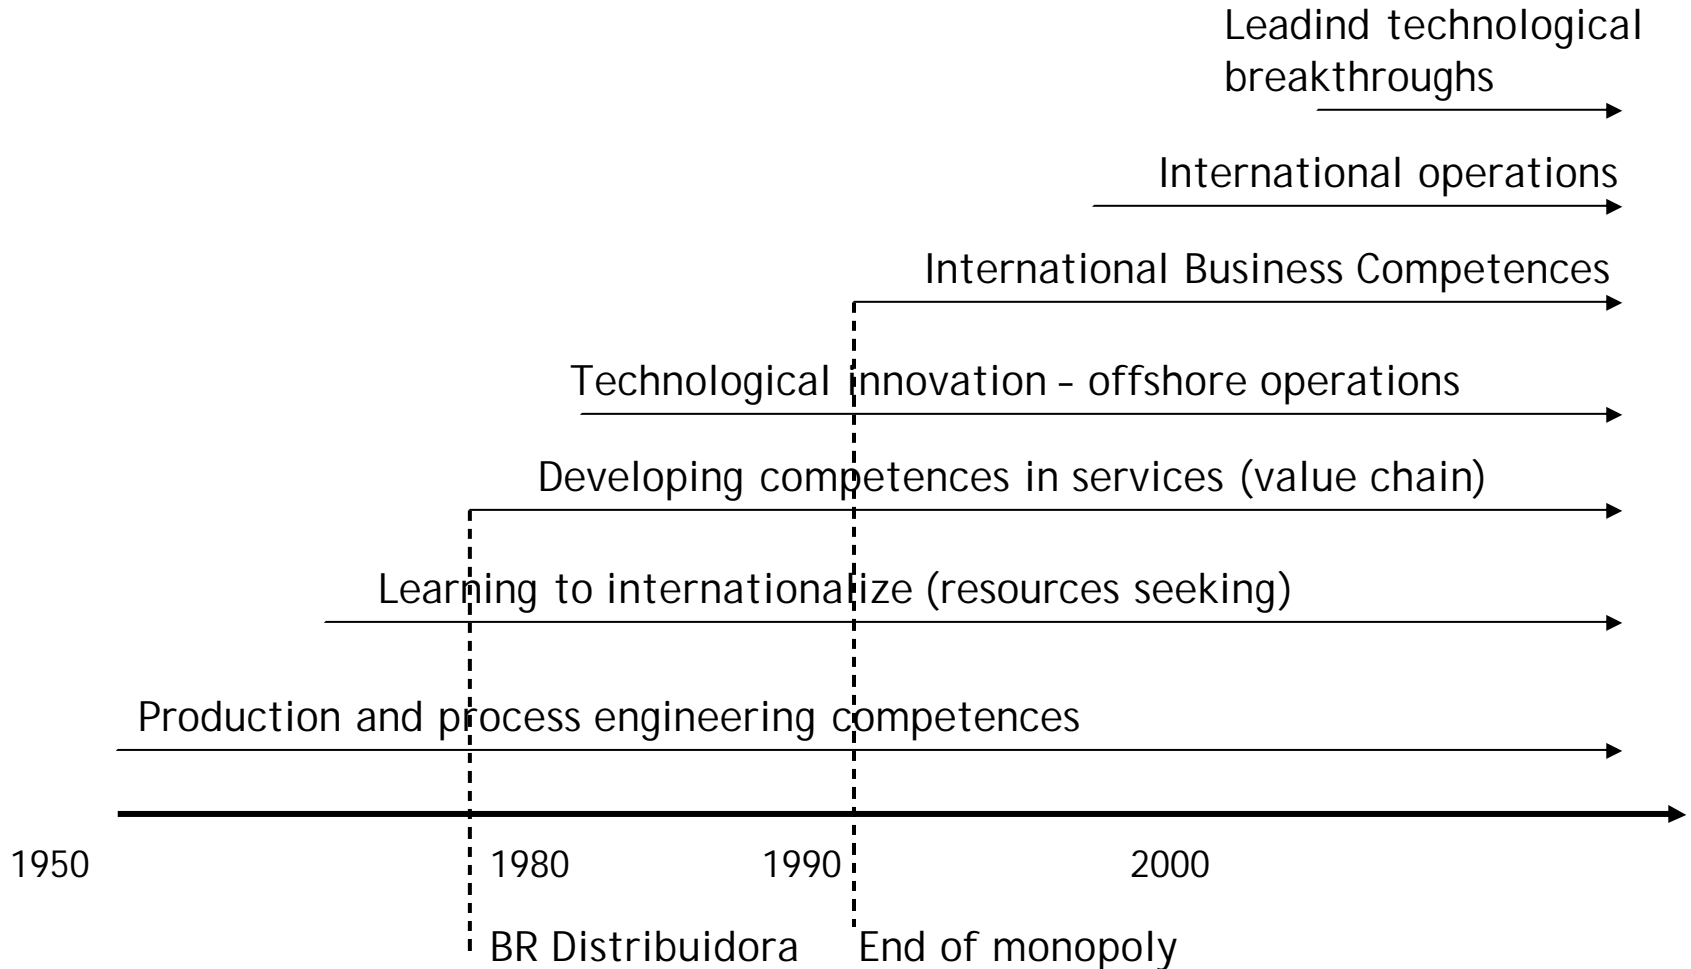 Leadind technological
breakthroughs
International operations
International Business Competences
Technological innovation - offshore operations
Developing competences in services (value chain)
Learning to internationalize (resources seeking)
Production and process engineering competences
1950 1980 1990 2000
BR Distribuidora End of monopoly